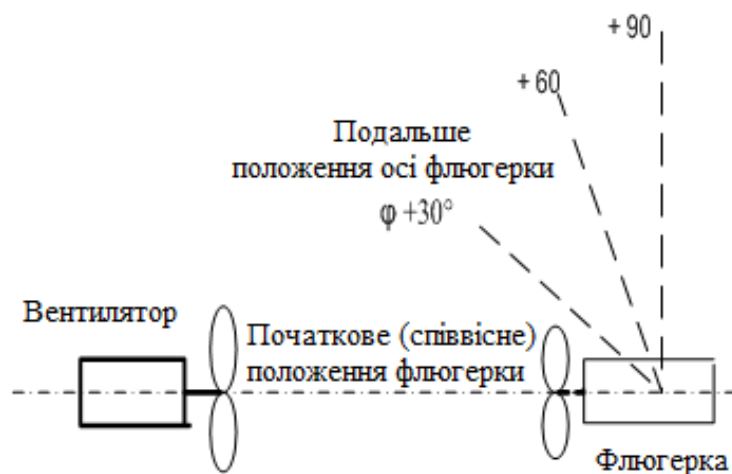 + 90
+ 60
Подальше
положення осі флюгерки
φ +30°
Вентилятор
Початкове (співвісне)
положення флюгерки
Флюгерка